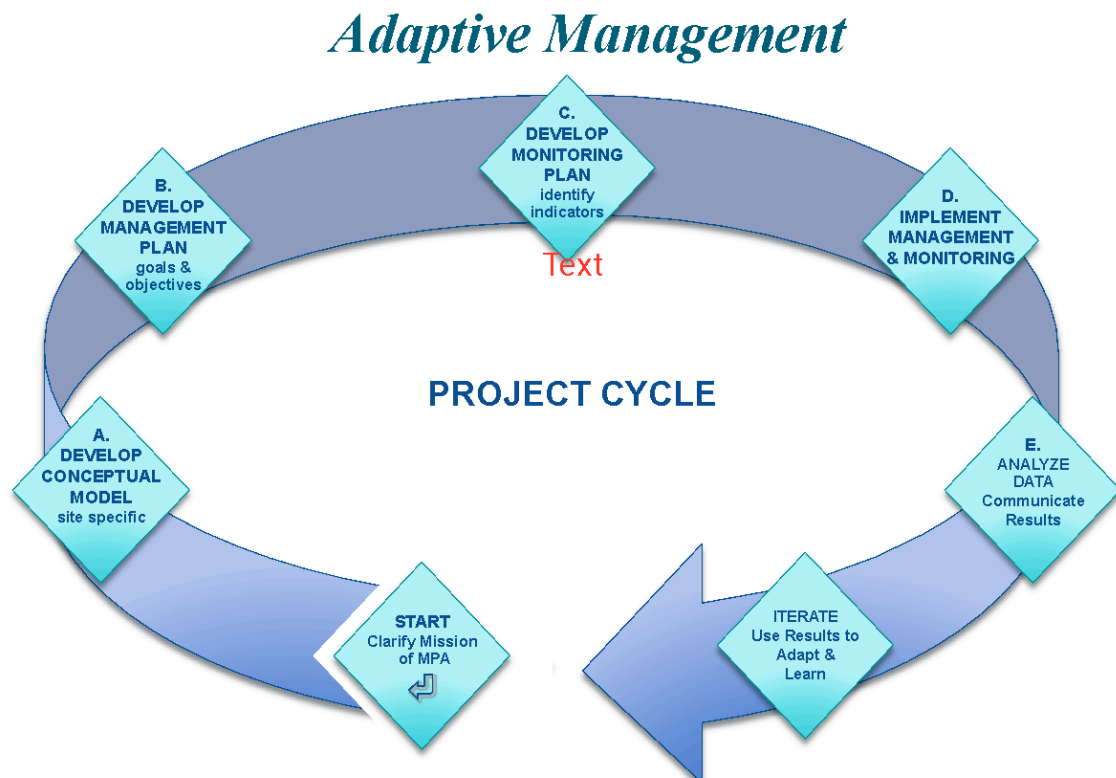 Adaptive Management
C.
DEVELOP
MONITORING
PLAN
identify
indicators
B.
DEVELOP
MANAGEMENT
PLAN
goals &
objectives
D.
IMPLEMENT
MANAGEMENT
& MONITORING
Text
PROJECT CYCLE
A.
DEVELOP
CONCEPTUAL
MODEL
site specific
E.
ANALYZE
DATA
Communicate
Results
START
Clarify Mission
of MPA
ITERATE
Use Results to
Adapt &
Learn